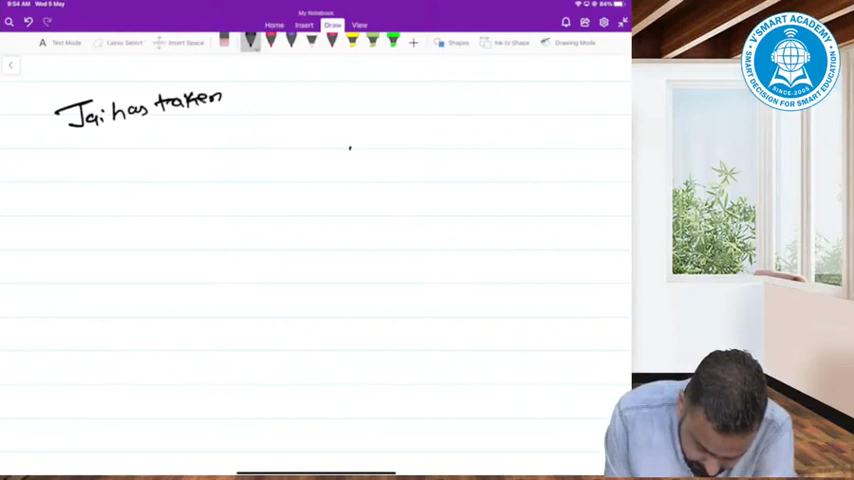 9:54 AM Wed 5 May
84%
My Notebook
Home Insert Draw View
Text Mode Lasso Select Insert Space Shapes Ink to Shape Drawing Mode
Jai has taken
V'SMART ACADEMY
SINCE-2005
SMART DECISION FOR SMART EDUCATION